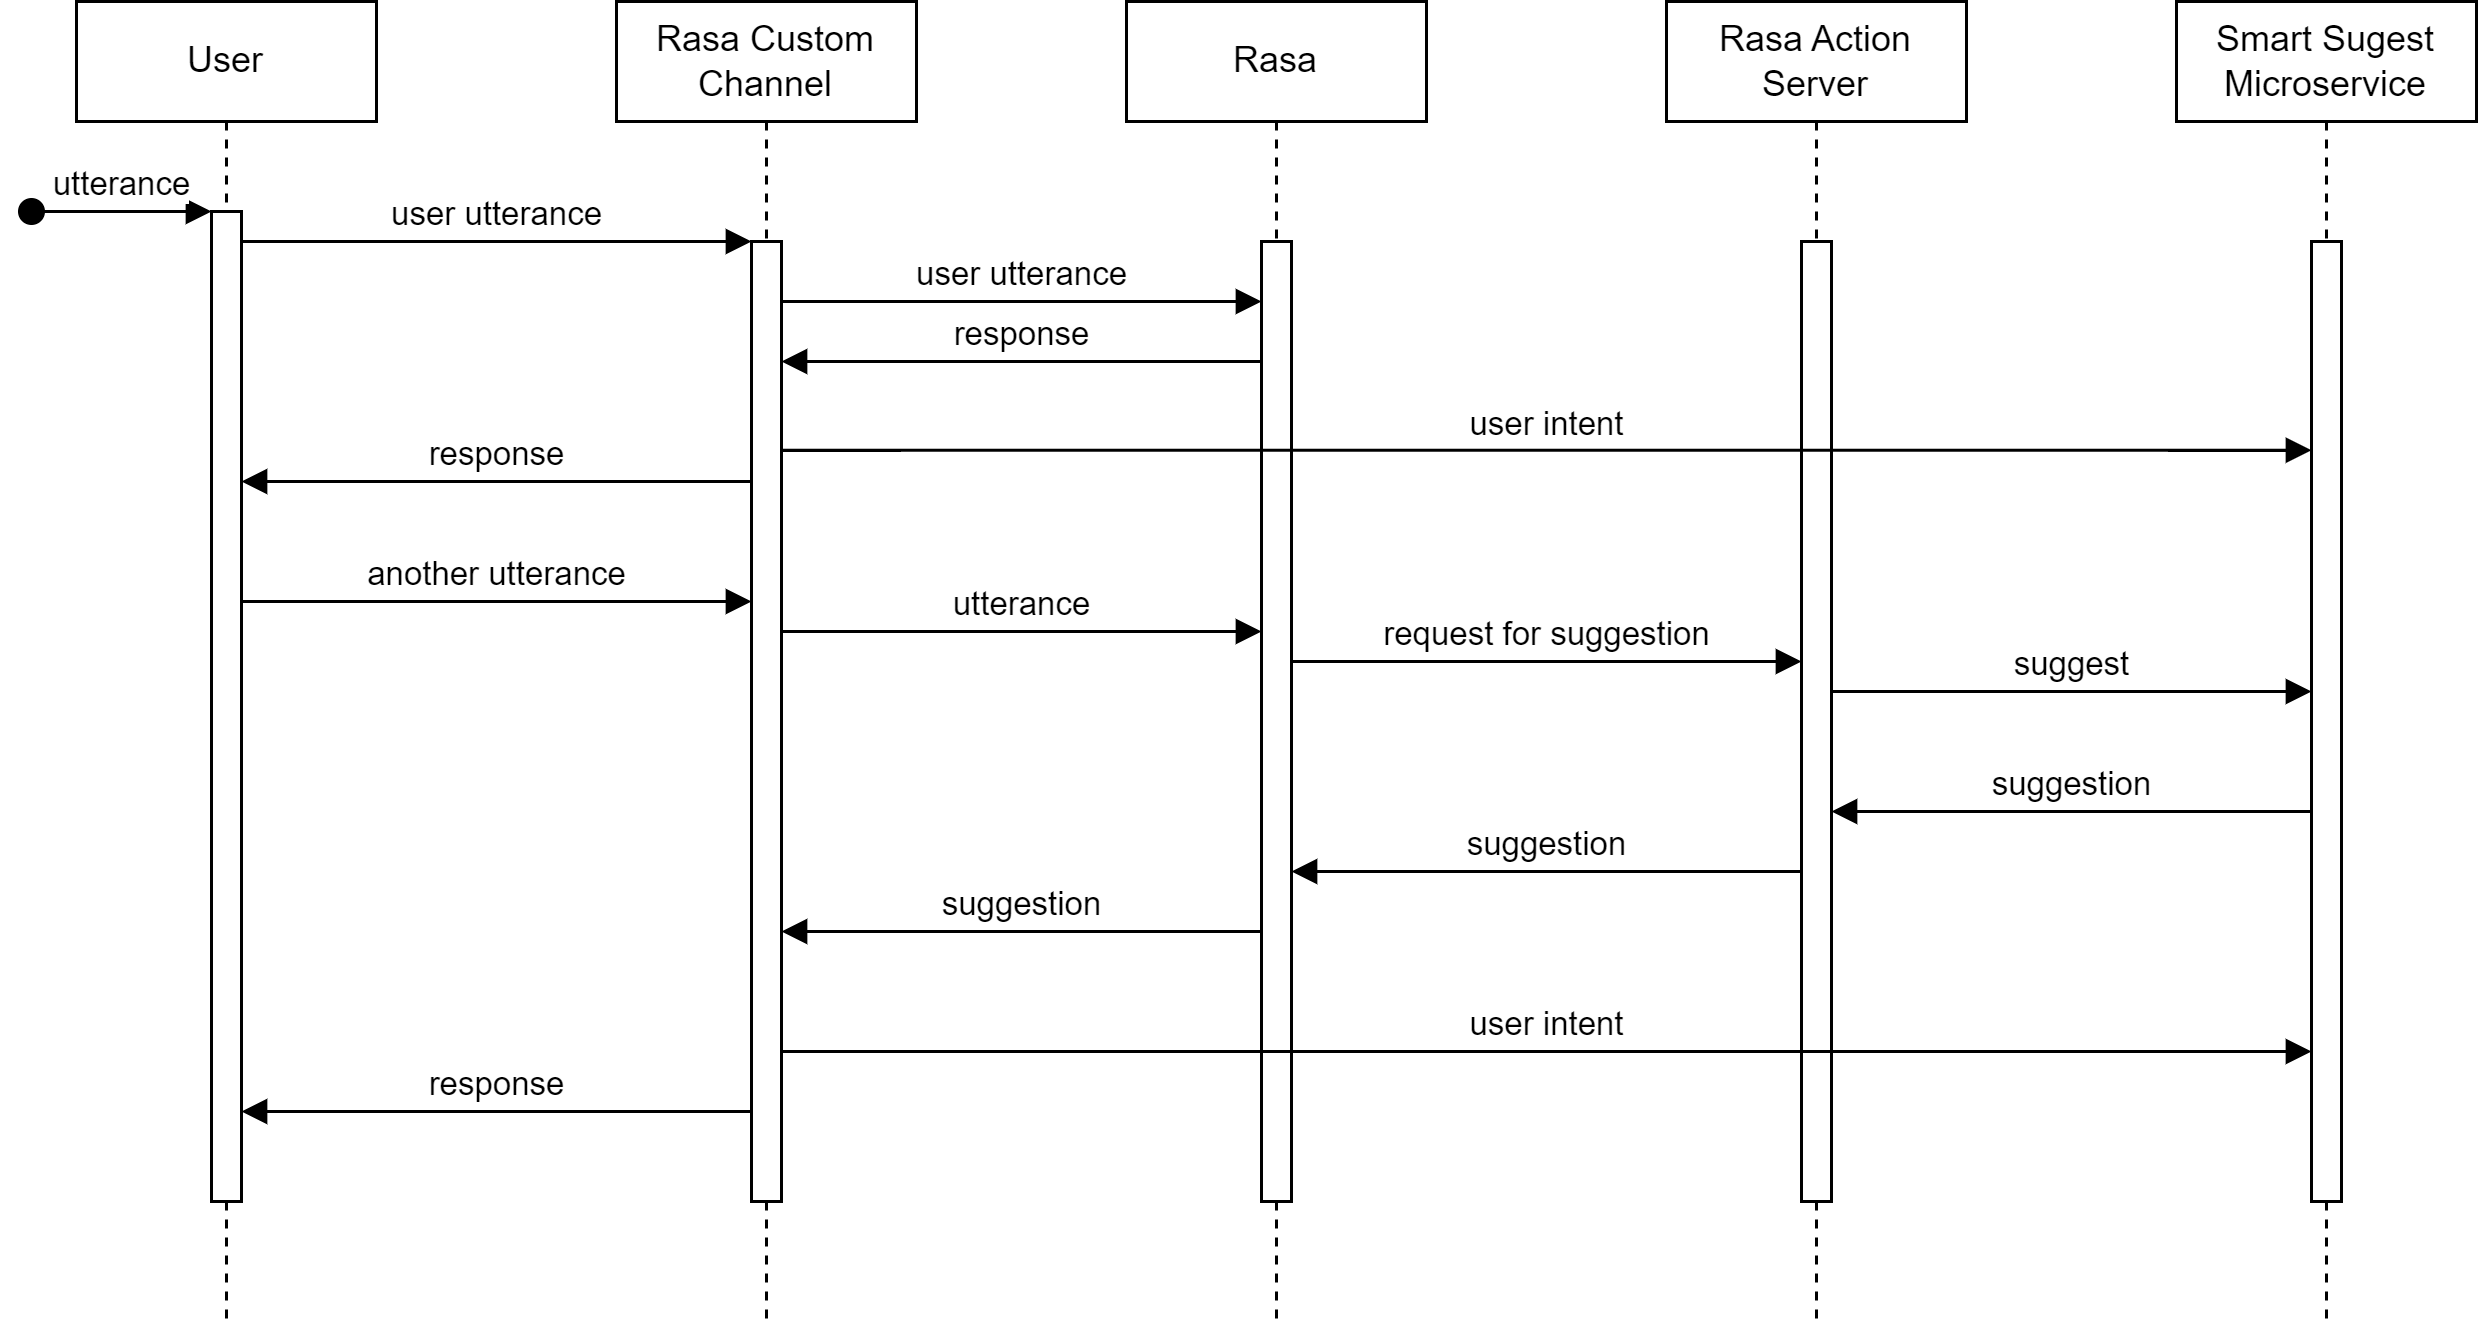 User
Rasa Custom
Channel
Rasa
Rasa Action
Server
Smart Sugest
Microservice
utterance
user utterance
user utterance
response
user intent
response
another utterance
utterance
request for suggestion
suggest
suggestion
suggestion
suggestion
user intent
response